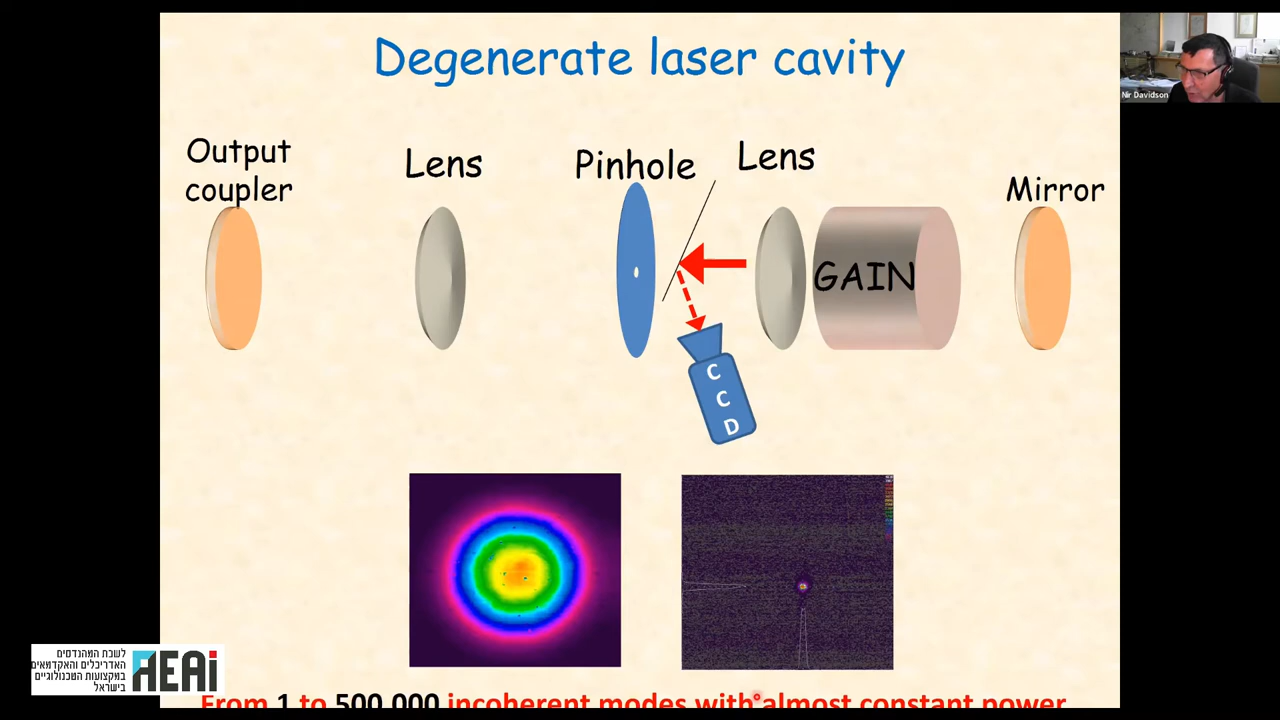 Degenerate laser cavity
Nir Davidson
Output
coupler
Lens
Pinhole
Lens
Mirror
GAIN
C
C
D
לשכת המהנדסים
האדריכלים והאקדמאים
במקצועות הטכנולוגיים
בישראל
AEAi
From 1 to 500,000 incoherent modes with almost constant power